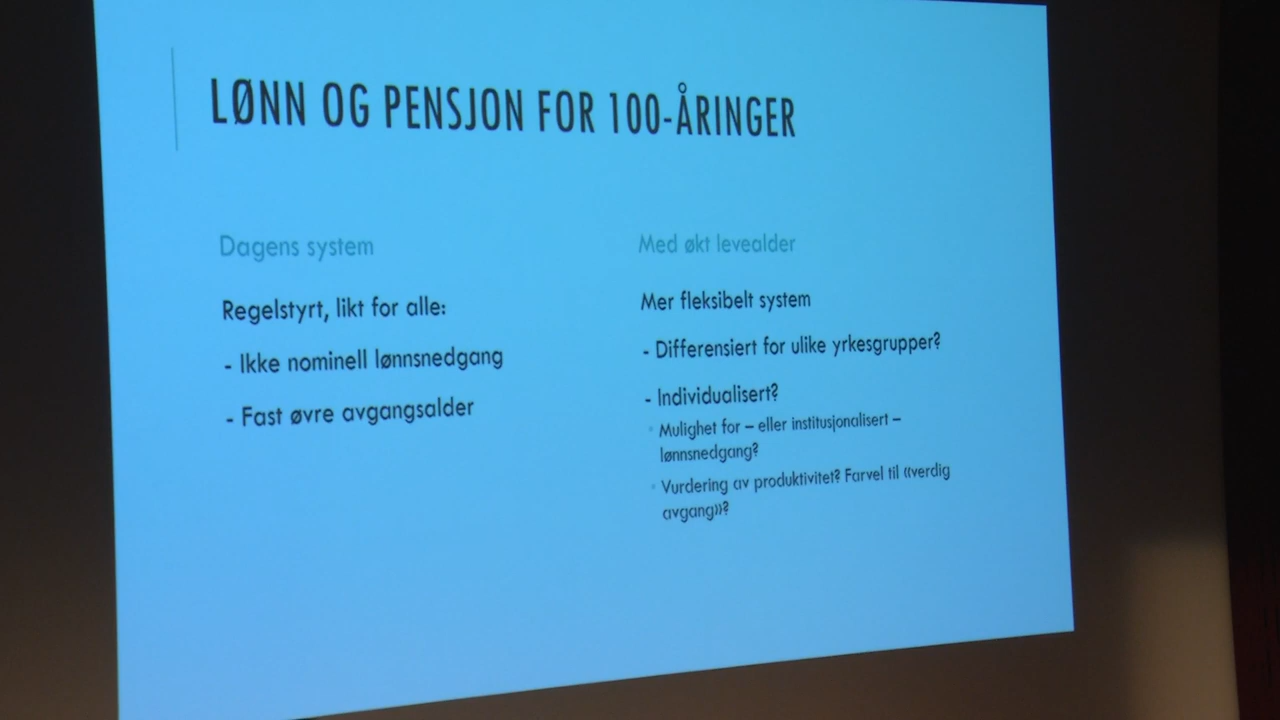 LØNN OG PENSJON FOR 100-ÅRINGER
Dagens system
Regelstyrt, likt for alle:
- Ikke nominell lønnsnedgang
- Fast øvre avgangsalder
Med økt levealder
Mer fleksibelt system
- Differensiert for ulike yrkesgrupper?
- Individualisert?
Mulighet for – eller institusjonalisert –
lønnsnedgang?
Vurdering av produktivitet? Farvel til «verdig
avgang»?